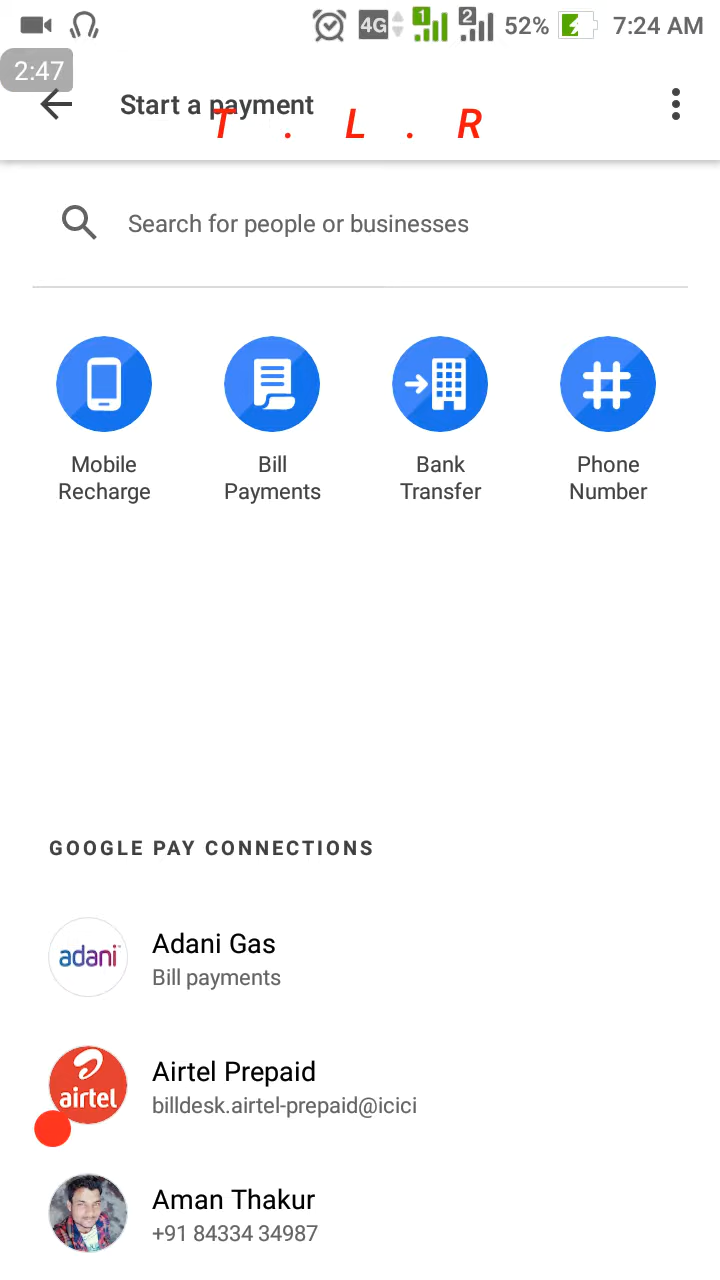 4G 1 2 52% 7:24 AM
2:47
Start a payment
T . L . R
Search for people or businesses
Mobile Recharge
Bill Payments
Bank Transfer
Phone Number
GOOGLE PAY CONNECTIONS
adani
Adani Gas
Bill payments
airtel
Airtel Prepaid
billdesk.airtel-prepaid@icici
Aman Thakur
+91 84334 34987